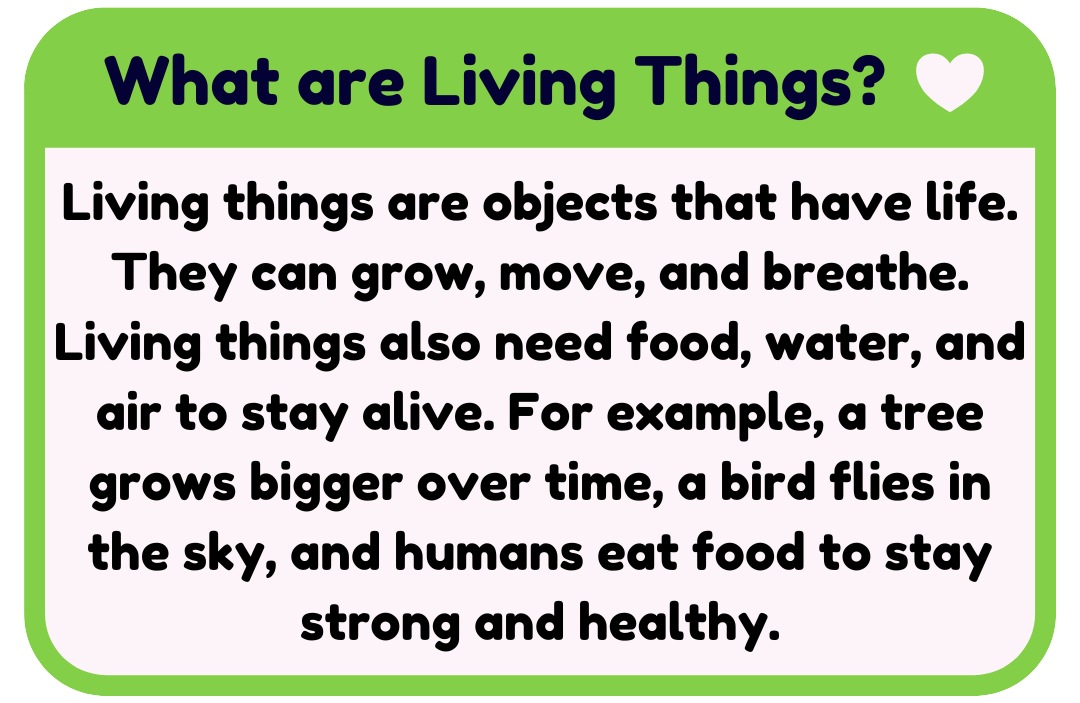 What are Living Things?
Living things are objects that have life.
They can grow, move, and breathe.
Living things also need food, water, and
air to stay alive. For example, a tree
grows bigger over time, a bird flies in
the sky, and humans eat food to stay
strong and healthy.